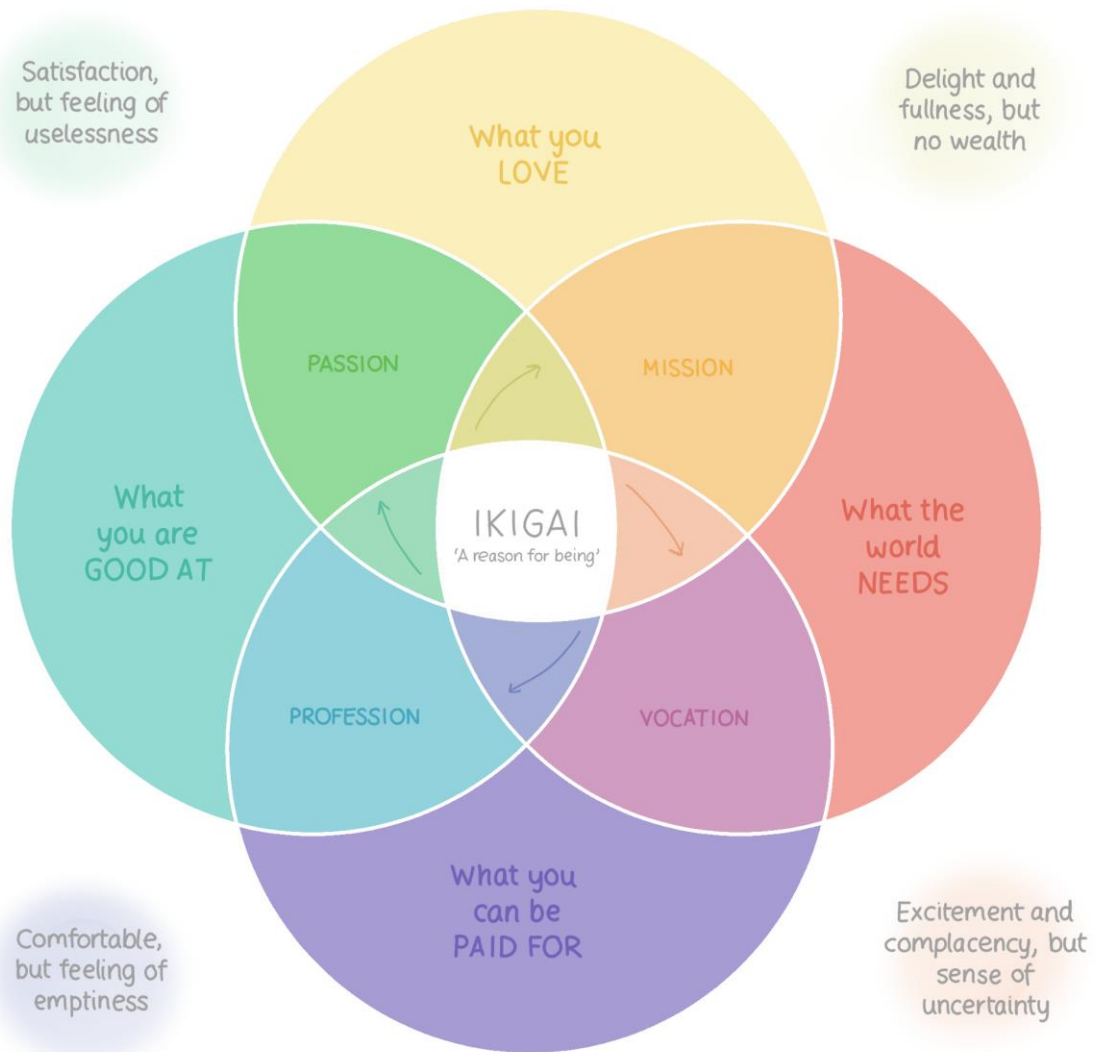 Satisfaction,
but feeling of
uselessness
Delight and
fullness, but
no wealth
What you
LOVE
PASSION
MISSION
What
you are
GOOD AT
IKIGAI
'A reason for being'
What the
world
NEEDS
PROFESSION
VOCATION
What you
can be
PAID FOR
Comfortable,
but feeling of
emptiness
Excitement and
complacency, but
sense of
uncertainty